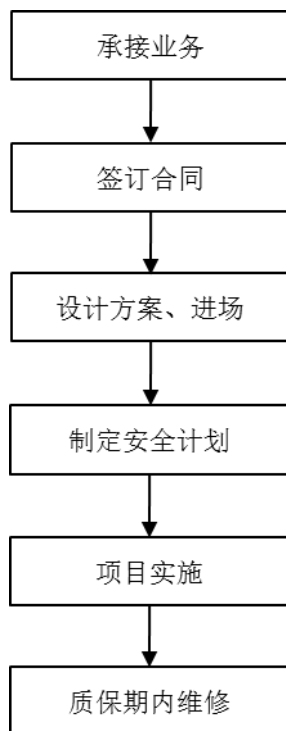 承接业务
签订合同
设计方案、进场
制定安全计划
项目实施
质保期内维修